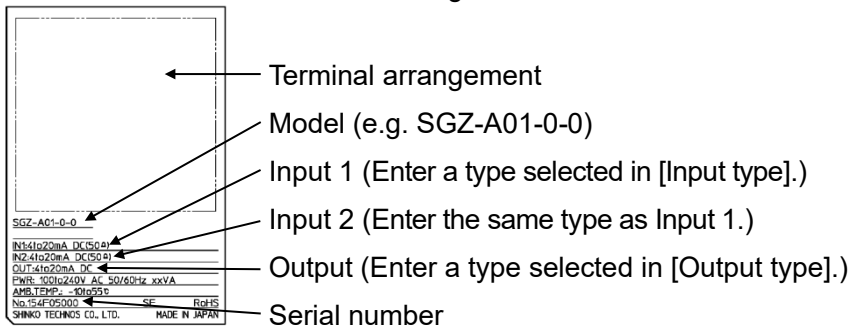 Terminal arrangement
Model (e.g. SGZ-A01-0-0)
Input 1 (Enter a type selected in [Input type].)
Input 2 (Enter the same type as Input 1.)
Output (Enter a type selected in [Output type].)
Serial number
SGZ-A01-0-0
IN1:4to20mA DC(50Ω)
IN2:4to20mA DC(50Ω)
OUT:4to20mA DC
PWR: 100to240V AC 50/60Hz xxVA
AMB.TEMP.: -10to55℃
No.154F05000 SE RoHS
SHINKO TECHNOS CO., LTD. MADE IN JAPAN